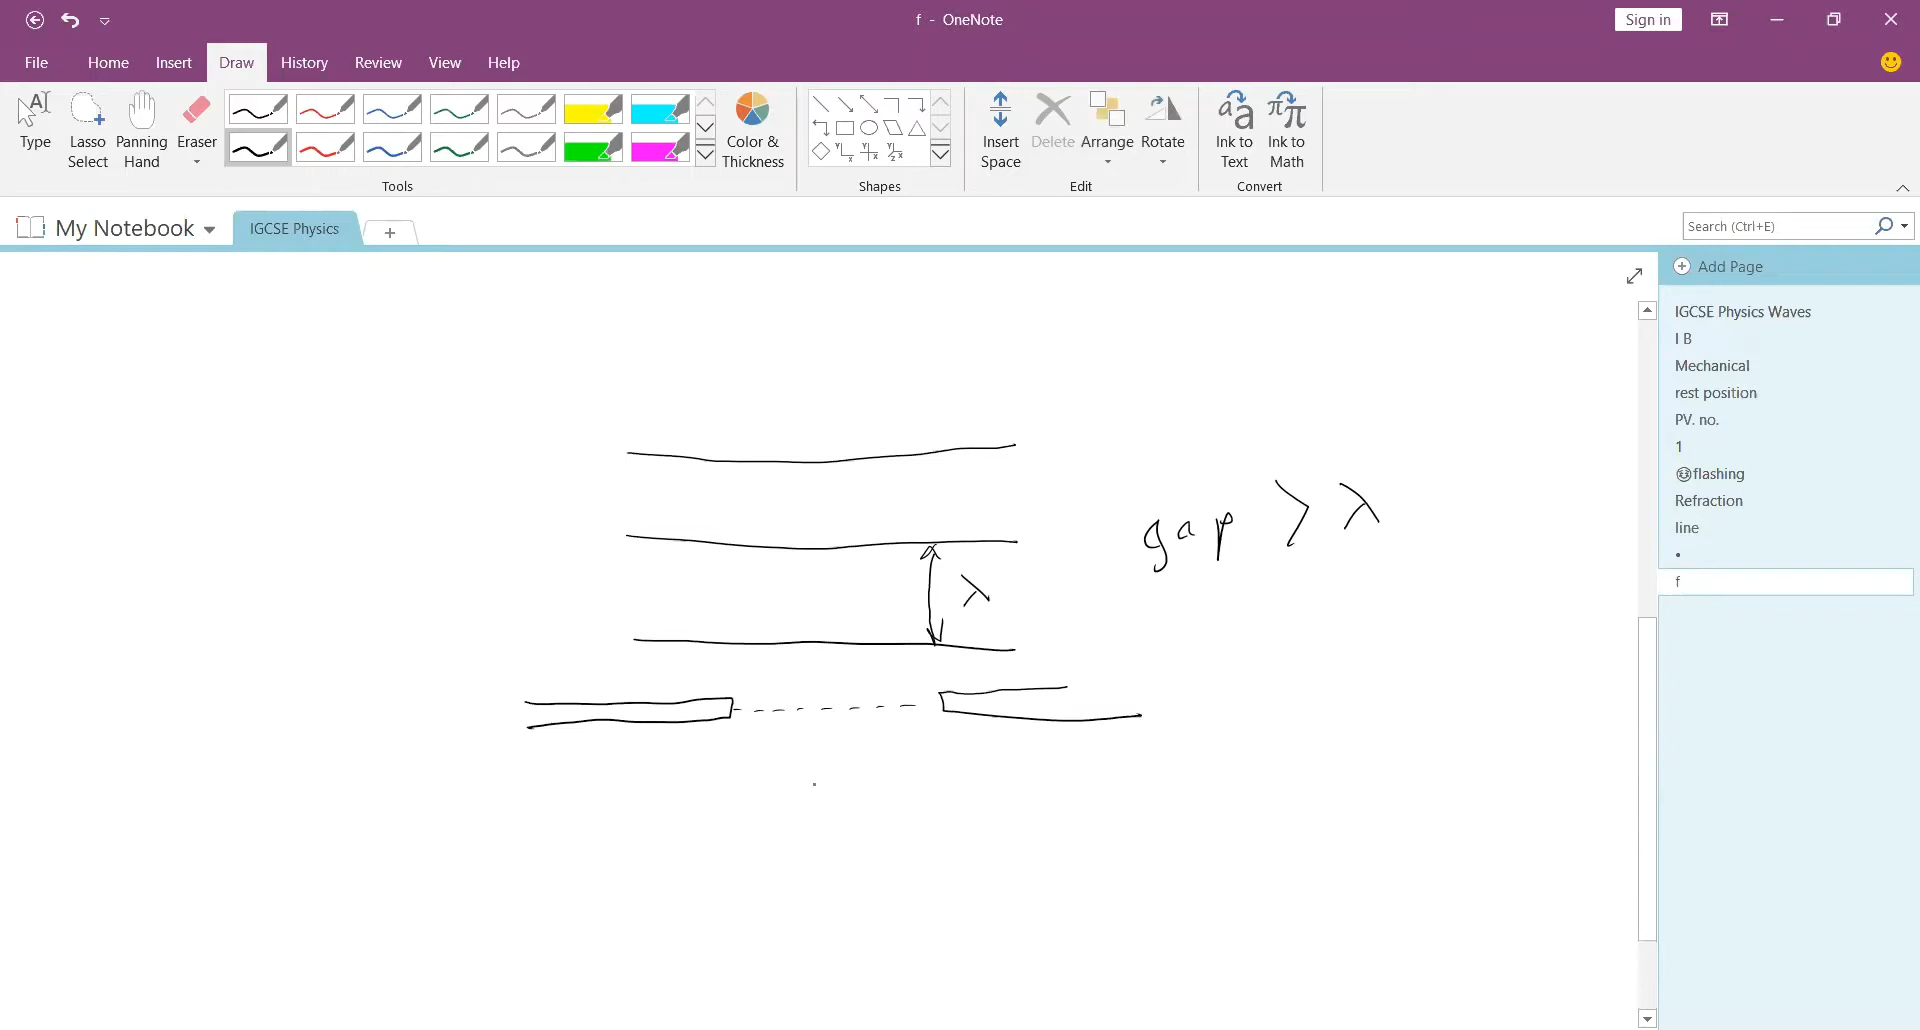 f - OneNote
Sign in
File Home Insert Draw History Review View Help
Type
Lasso Select
Panning Hand
Eraser
Color & Thickness
Insert Space
Delete
Arrange
Rotate
Ink to Text
Ink to Math
Tools
Shapes
Edit
Convert
My Notebook
IGCSE Physics
Search (Ctrl+E)
Add Page
IGCSE Physics Waves
I B
Mechanical
rest position
PV. no.
1
flashing
Refraction
line
•
f
gap > λ
λ